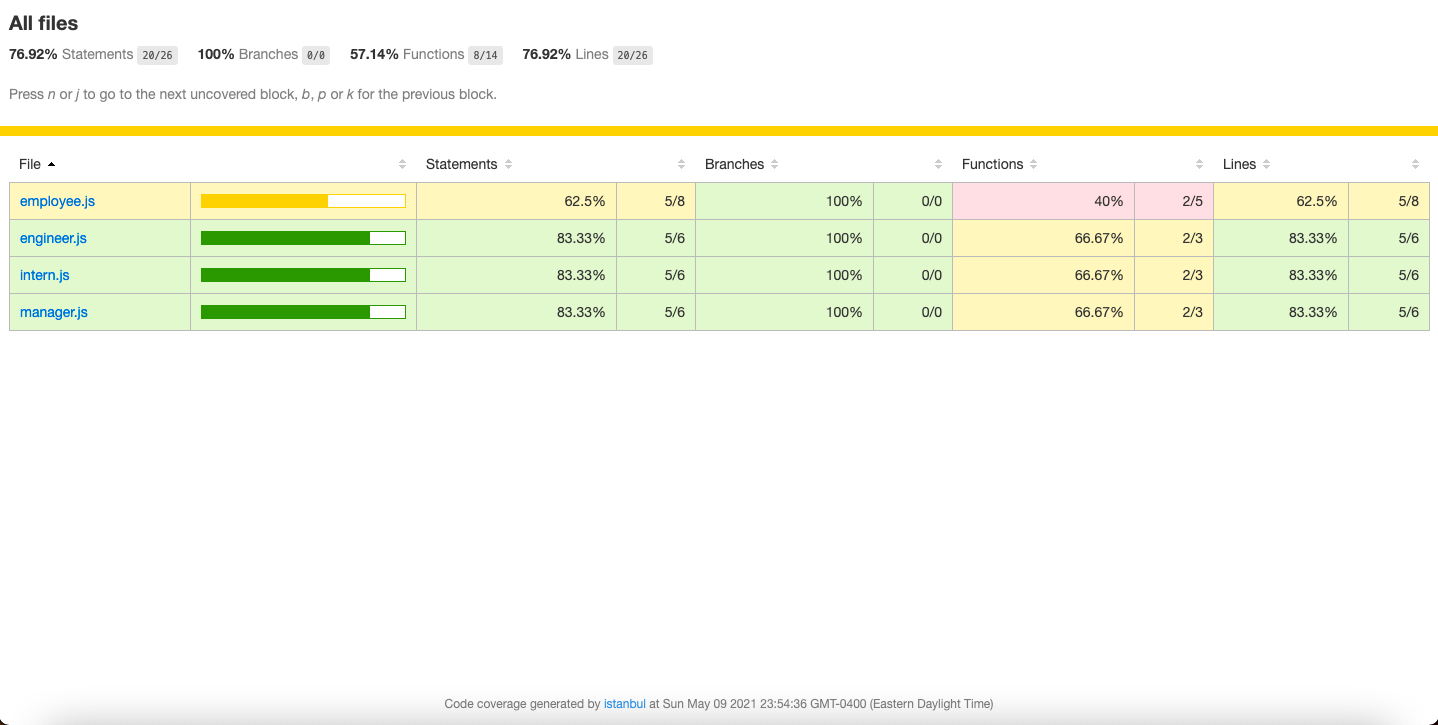 All files
76.92% Statements 20/26 100% Branches 0/0 57.14% Functions 8/14 76.92% Lines 20/26
Press n or j to go to the next uncovered block, b, p or k for the previous block.
File Statements Branches Functions Lines
employee.js 62.5% 5/8 100% 0/0 40% 2/5 62.5% 5/8
engineer.js 83.33% 5/6 100% 0/0 66.67% 2/3 83.33% 5/6
intern.js 83.33% 5/6 100% 0/0 66.67% 2/3 83.33% 5/6
manager.js 83.33% 5/6 100% 0/0 66.67% 2/3 83.33% 5/6
Code coverage generated by istanbul at Sun May 09 2021 23:54:36 GMT-0400 (Eastern Daylight Time)